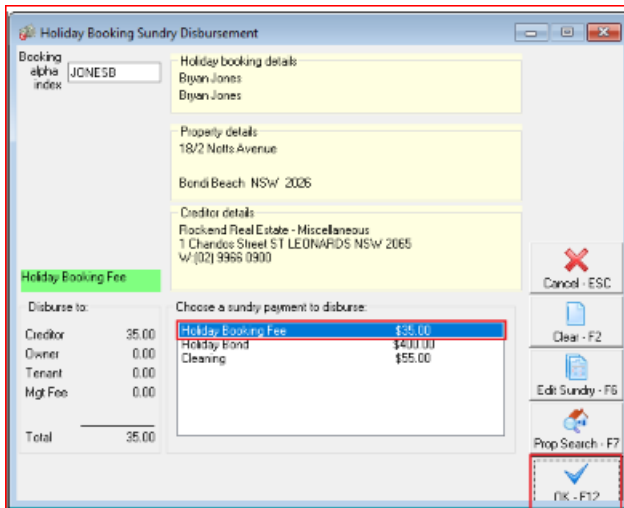 Holiday Booking Sundry Disbursement
Booking
alpha
index
JONESB
Holiday booking details
Bryan Jones
Bryan Jones
Property details
18/2 Notts Avenue
Bondi Beach NSW 2026
Creditor details
Rockend Real Estate - Miscellaneous
1 Chandos Street ST LEONARDS NSW 2065
W:(02) 9966 0900
Holiday Booking Fee
Disburse to:
Creditor 35.00
Owner 0.00
Tenant 0.00
Mgt Fee 0.00
Total 35.00
Choose a sundry payment to disburse:
Holiday Booking Fee $35.00
Holiday Bond $400.00
Cleaning $55.00
Cancel - ESC
Clear - F2
Edit Sundry - F6
Prop Search - F7
OK - F12